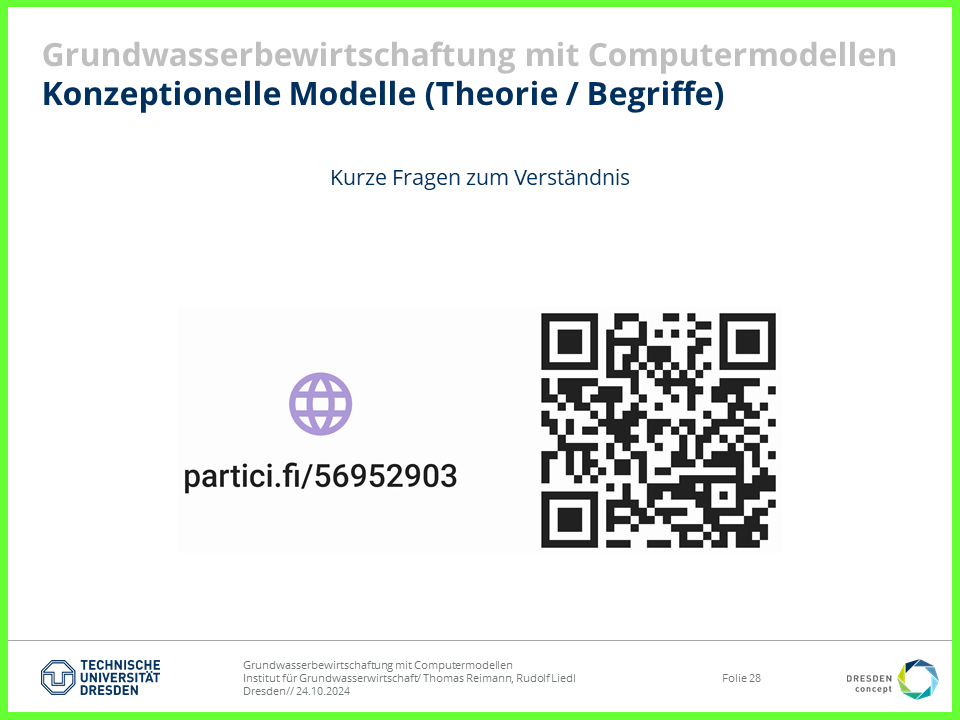 Grundwasserbewirtschaftung mit Computermodellen
Konzeptionelle Modelle (Theorie / Begriffe)
Kurze Fragen zum Verständnis
partici.fi/56952903
TECHNISCHE
UNIVERSITÄT
DRESDEN
Grundwasserbewirtschaftung mit Computermodellen
Institut für Grundwasserwirtschaft/ Thomas Reimann, Rudolf Liedl
Dresden// 24.10.2024
Folie 28
DRESDEN
concept